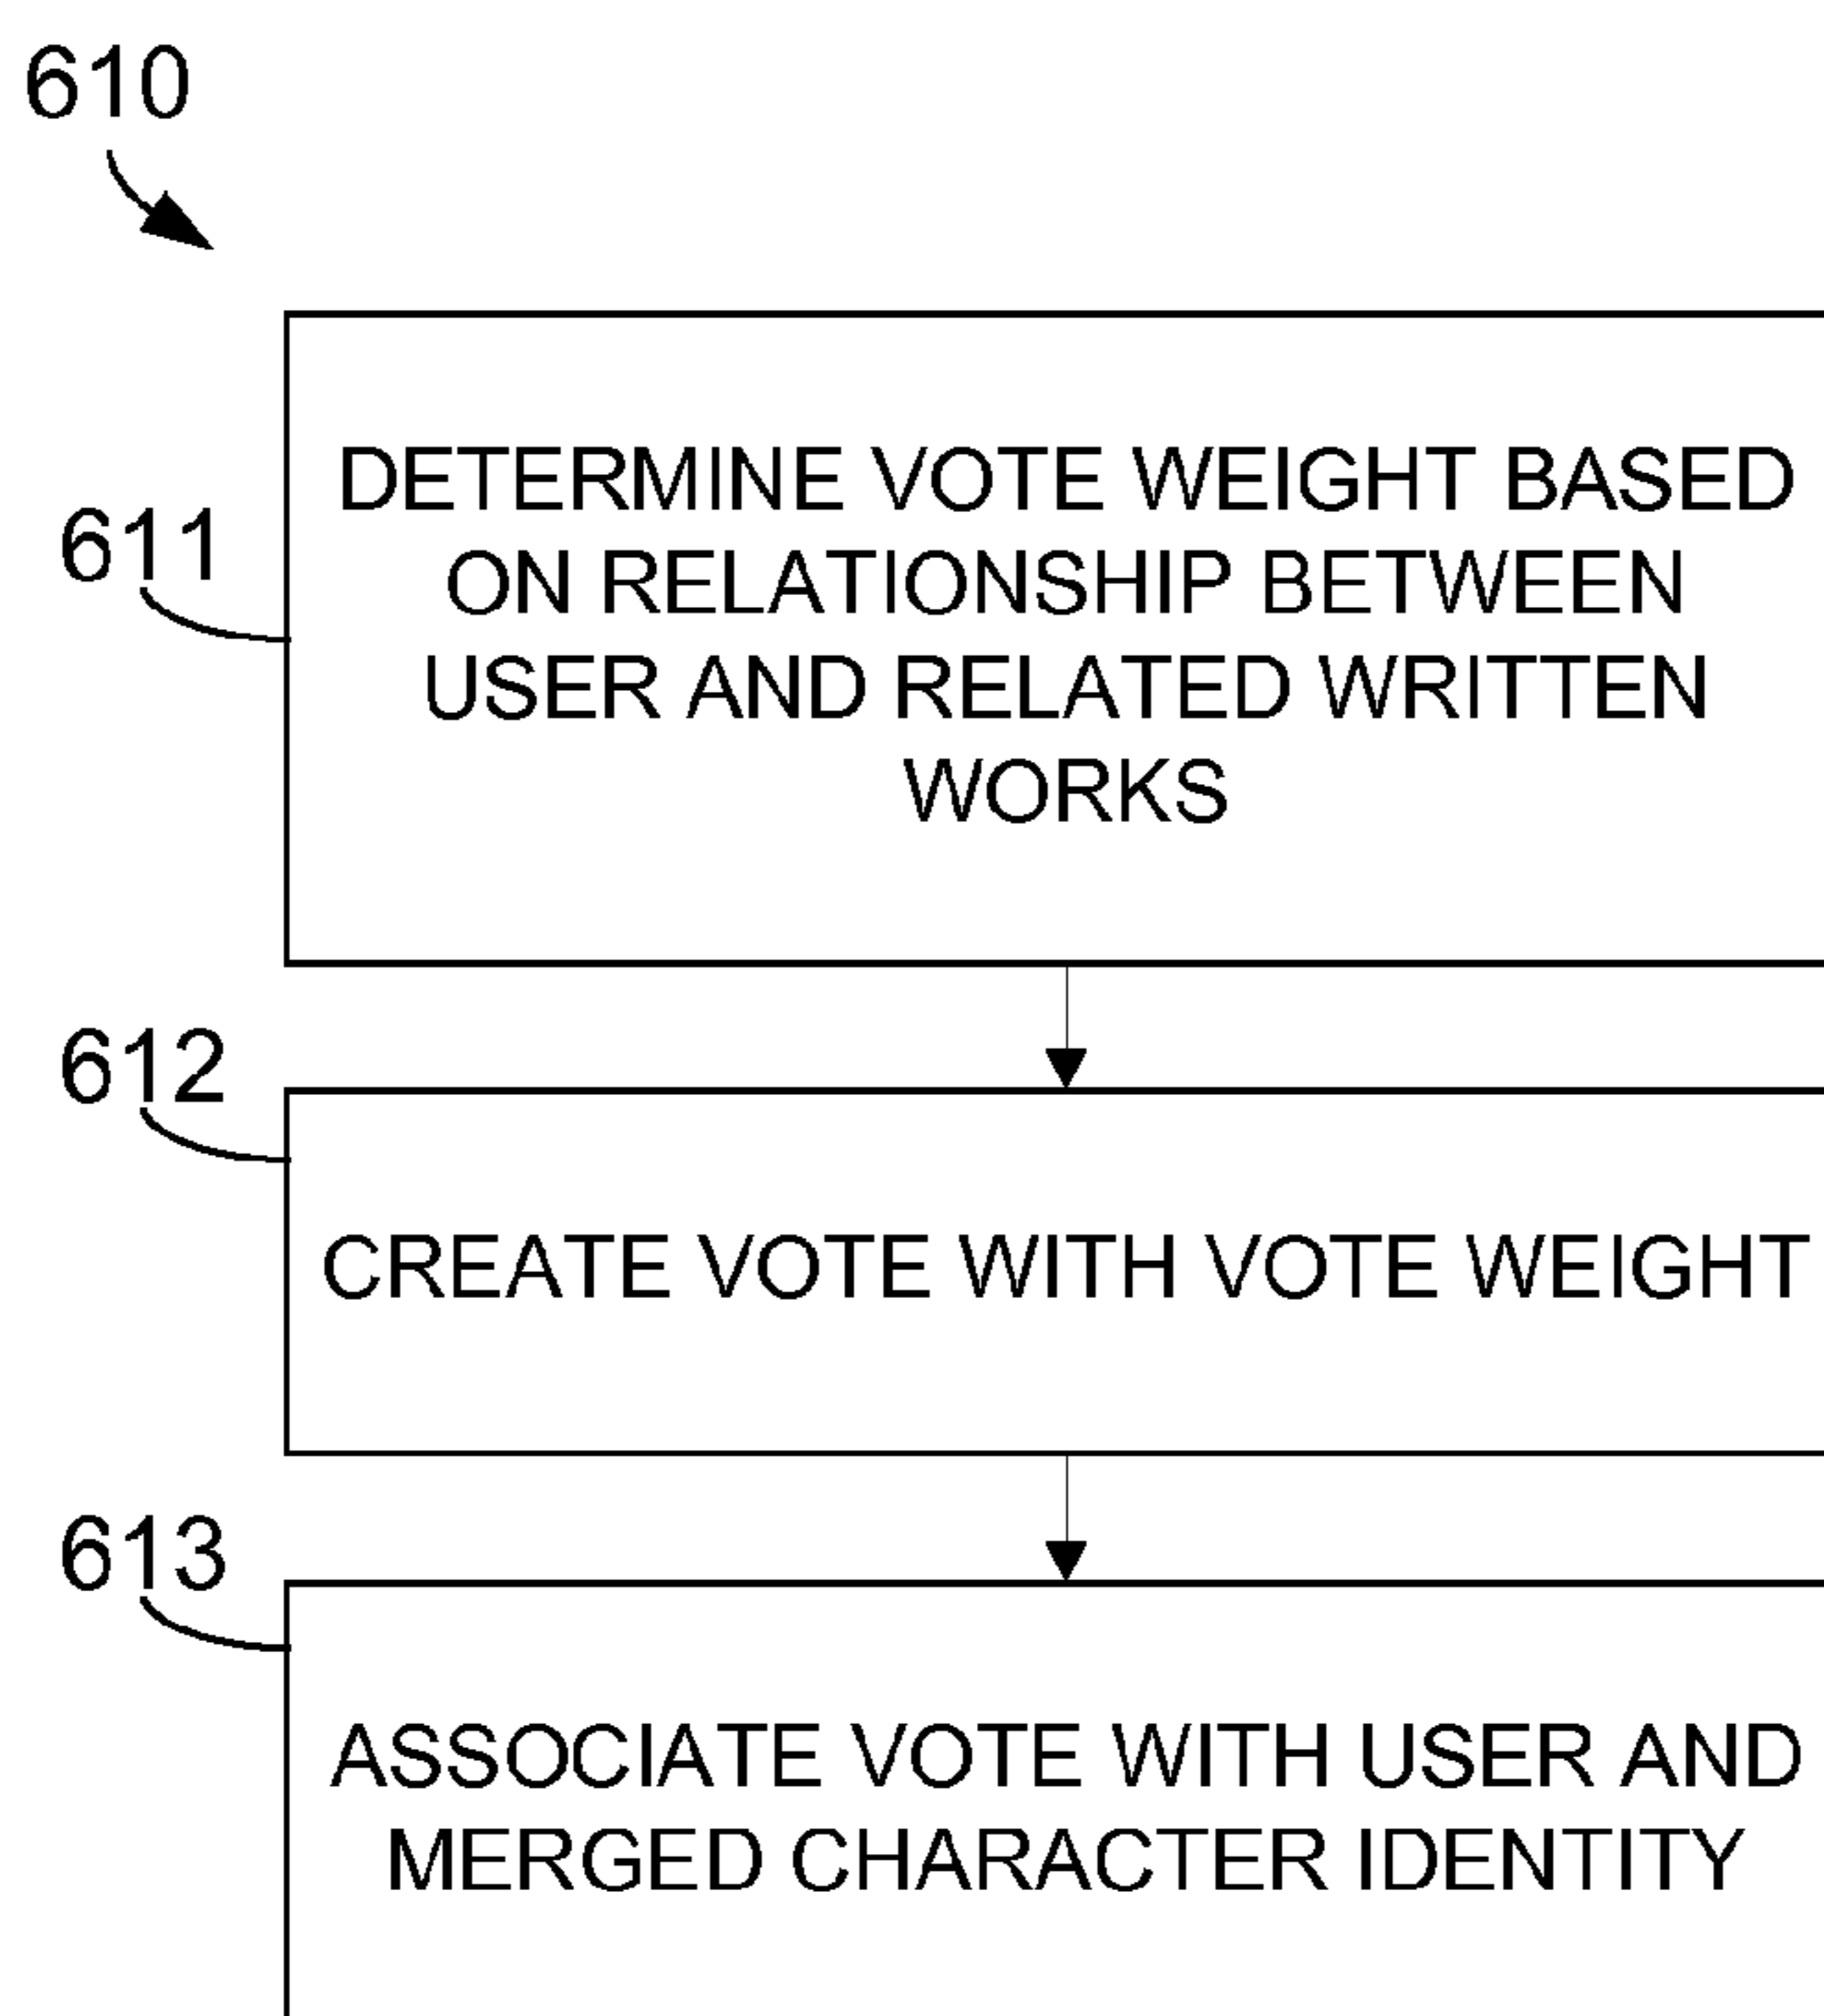 610
611
DETERMINE VOTE WEIGHT BASED
ON RELATIONSHIP BETWEEN
USER AND RELATED WRITTEN
WORKS
612
CREATE VOTE WITH VOTE WEIGHT
613
ASSOCIATE VOTE WITH USER AND
MERGED CHARACTER IDENTITY